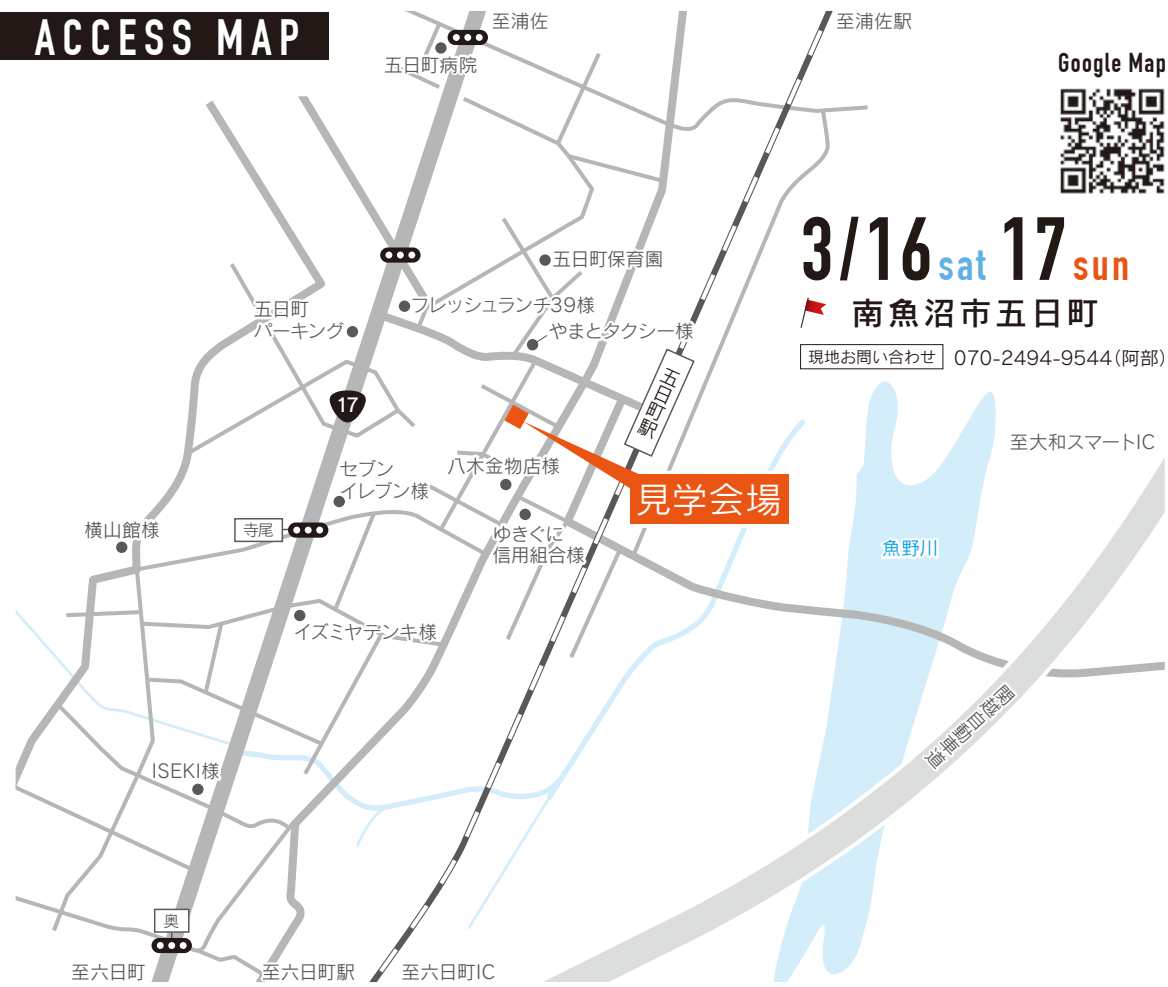 ACCESS MAP
至浦佐
至浦佐駅
五日町病院
Google Map
3/16 sat 17 sun
南魚沼市五日町
現地お問い合わせ 070-2494-9544(阿部)
五日町保育園
フレッシュランチ39様
五日町
パーキング
やまとタクシー様
五日町駅
17
至大和スマートIC
セブン
イレブン様
八木金物店様
見学会場
横山館様
寺尾
ゆきぐに
信用組合様
魚野川
イズミヤデンキ様
関越自動車道
ISEKI様
奥
至六日町
至六日町駅
至六日町IC